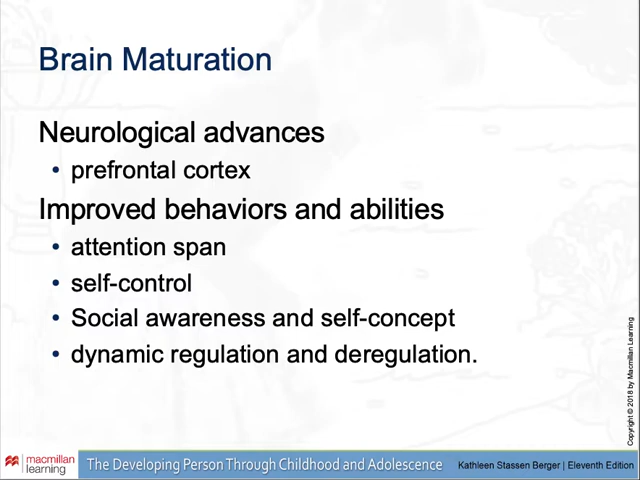 Brain Maturation
Neurological advances
• prefrontal cortex
Improved behaviors and abilities
• attention span
• self-control
• Social awareness and self-concept
• dynamic regulation and deregulation.
Copyright © 2018 by Macmillan Learning
macmillan
learning
The Developing Person Through Childhood and Adolescence
Kathleen Stassen Berger | Eleventh Edition